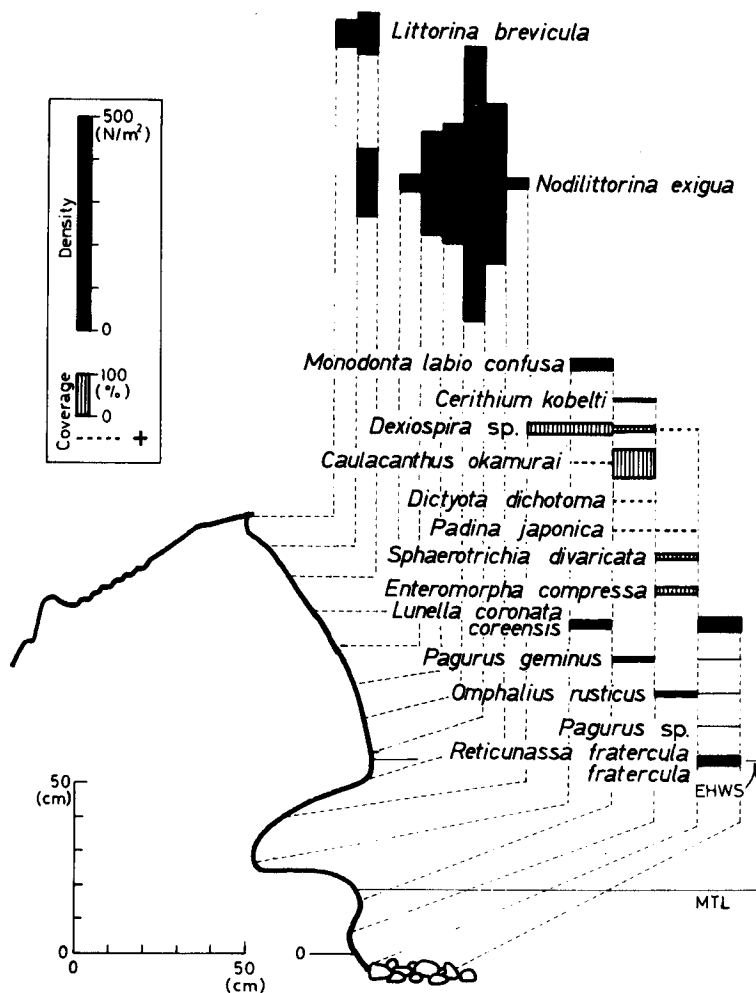 Littorina brevicula
500
(N/m²)
Density
0
Nodilittorina exigua
Monodonta labio confusa
100
(%)
0
Coverage
+
Cerithium kobelti
Dexiospira sp.
Caulacanthus okamurai
Dictyota dichotoma
Padina japonica
Sphaerotrichia divaricata
Enteromorpha compressa
Lunella coronata
coreensis
Pagurus geminus
Omphalius rusticus
Pagurus sp.
Reticunassa fratercula
fratercula
EHWS
50
(cm)
MTL
0
0
0
50
(cm)